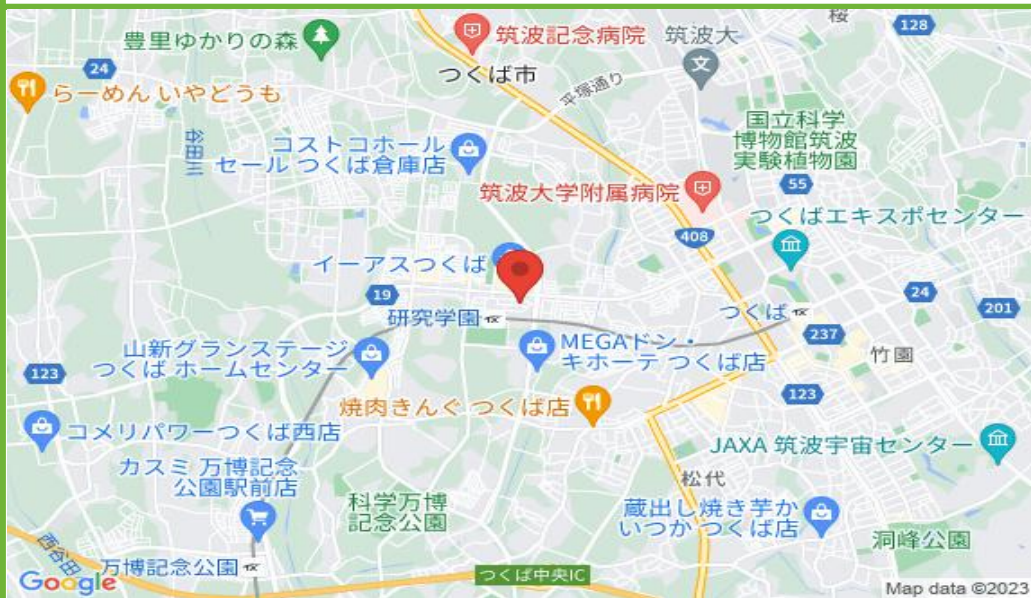 桜
128
豊里ゆかりの森
筑波記念病院
筑波大
24
つくば市
らーめん いやどうも
平塚通り
国立科学
博物館筑波
実験植物園
谷田川
コストコホール
セール つくば倉庫店
筑波大学附属病院
55
つくばエキスポセンター
408
イーアスつくば
19
24
研究学園
つくば
201
237
山新グランステージ
つくば ホームセンター
MEGAドン・
キホーテ つくば店
竹園
123
123
焼肉きんぐ つくば店
コメリパワーつくば西店
JAXA 筑波宇宙センター
カスミ 万博記念
公園駅前店
松代
科学万博
記念公園
蔵出し焼き芋か
いつか つくば店
洞峰公園
西谷田
万博記念公園
つくば中央IC
Google
Map data ©2023